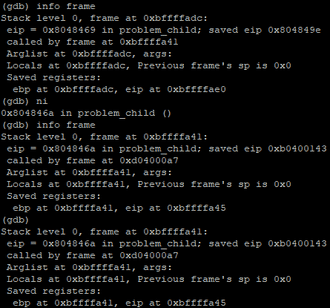 (gdb) info frame
Stack level 0, frame at 0xbffffadc:
 eip = 0x8048469 in problem_child; saved eip 0x804849e
 called by frame at 0xbffffa41
 Arglist at 0xbffffadc, args:
 Locals at 0xbffffadc, Previous frame's sp is 0x0
 Saved registers:
  ebp at 0xbffffadc, eip at 0xbffffae0
(gdb) ni
0x804846a in problem_child ()
(gdb) info frame
Stack level 0, frame at 0xbffffa41:
 eip = 0x804846a in problem_child; saved eip 0xb0400143
 called by frame at 0xd04000a7
 Arglist at 0xbffffa41, args:
 Locals at 0xbffffa41, Previous frame's sp is 0x0
 Saved registers:
  ebp at 0xbffffa41, eip at 0xbffffa45
(gdb)
Stack level 0, frame at 0xbffffa41:
 eip = 0x804846a in problem_child; saved eip 0xb0400143
 called by frame at 0xd04000a7
 Arglist at 0xbffffa41, args:
 Locals at 0xbffffa41, Previous frame's sp is 0x0
 Saved registers:
  ebp at 0xbffffa41, eip at 0xbffffa45